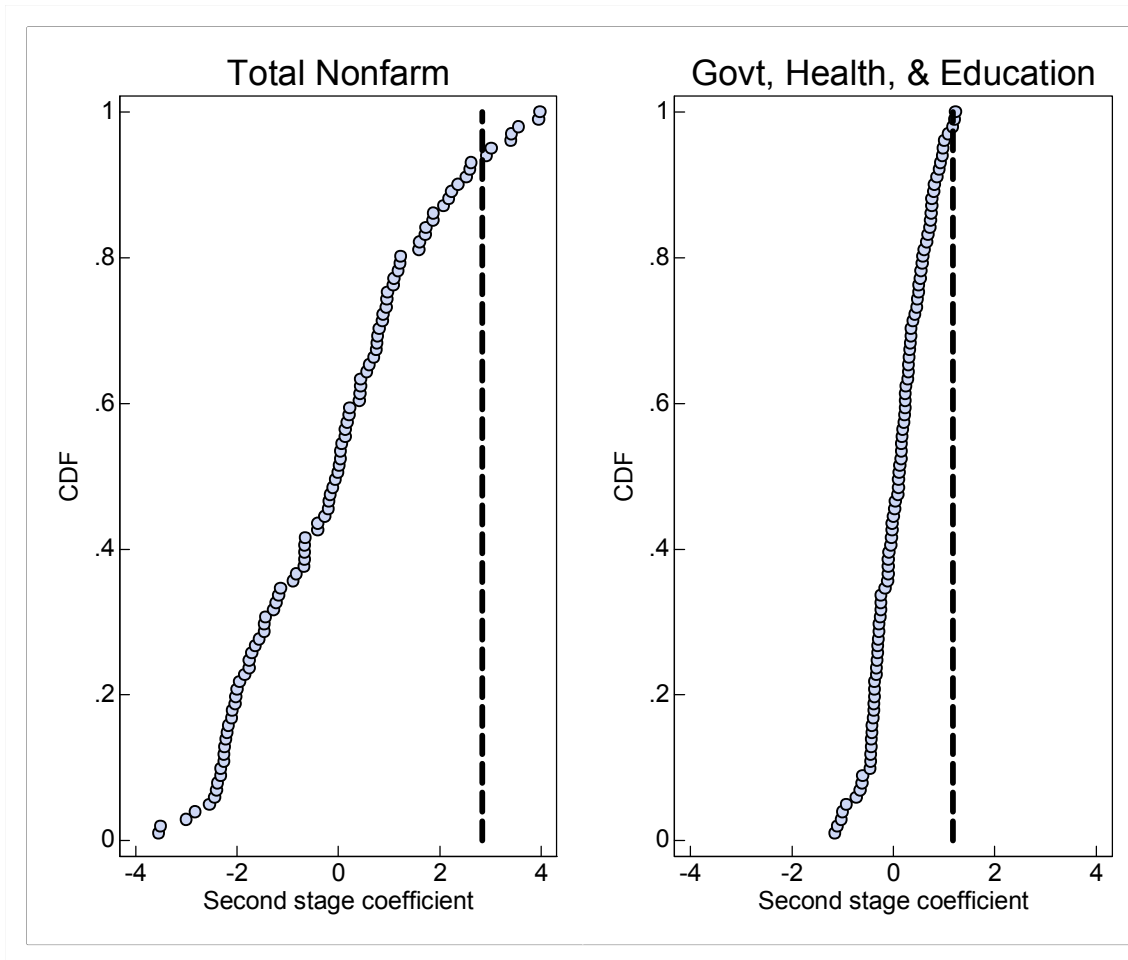 Total Nonfarm
1
.8
.6
.4
.2
0
CDF
-4 -2 0 2 4
Second stage coefficient
Govt, Health, & Education
1
.8
.6
.4
.2
0
CDF
-4 -2 0 2 4
Second stage coefficient